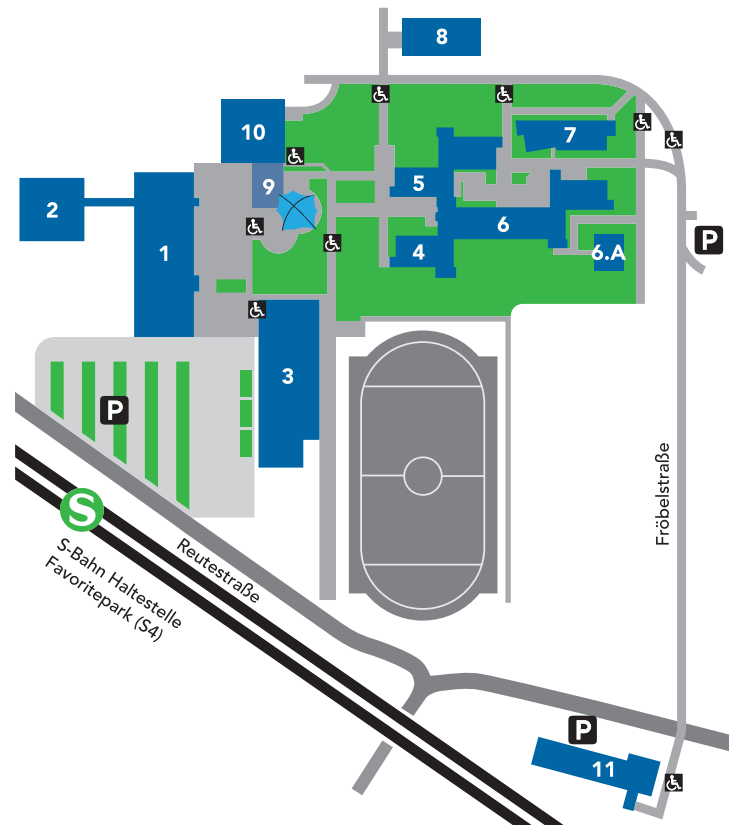 8
10
7
9
5
2
6
1
4
6.A
P
3
P
Fröbelstraße
S
Reutestraße
S-Bahn Haltestelle
Favoritepark (S4)
P
11